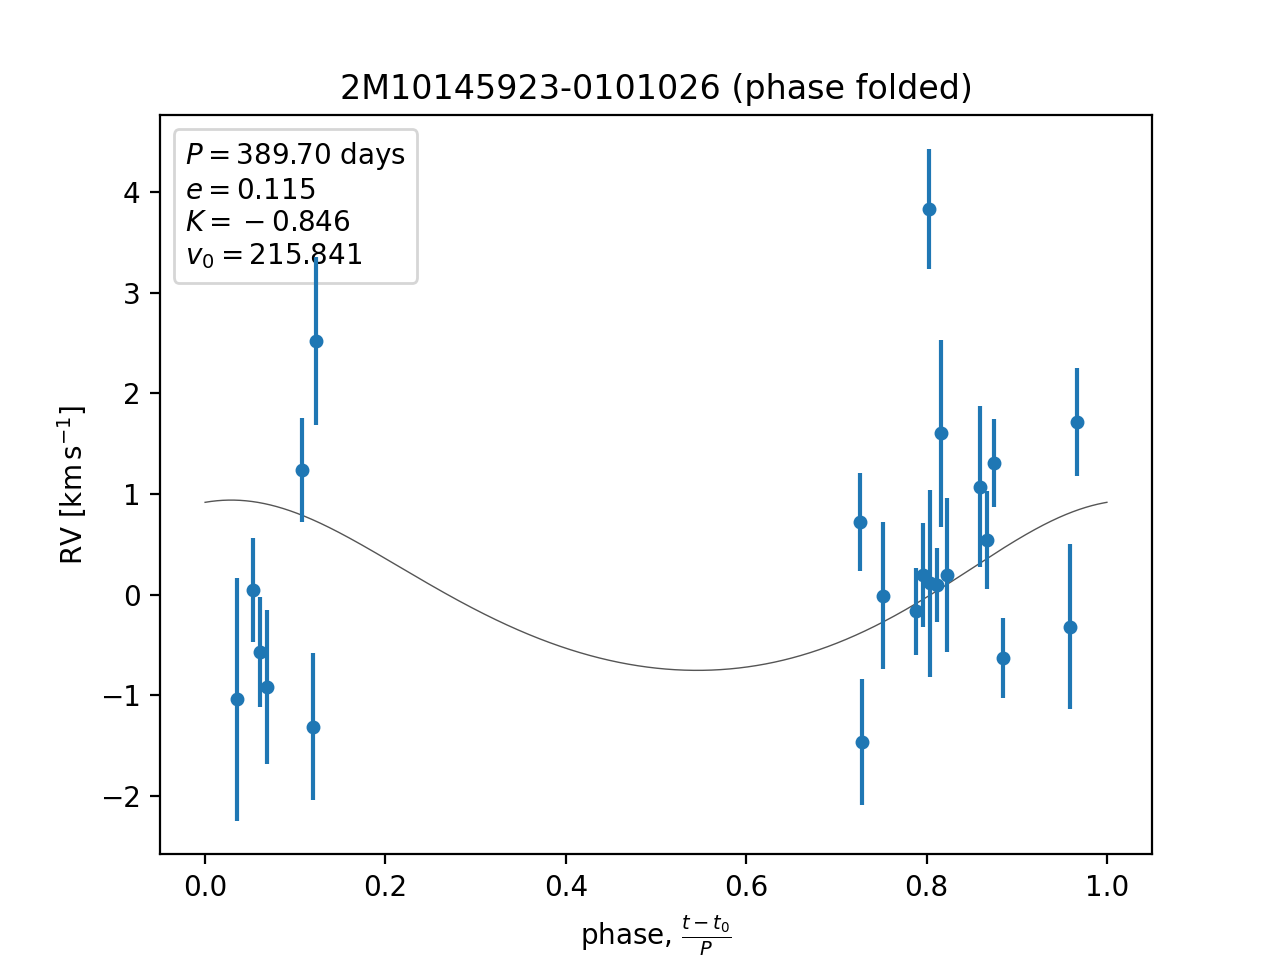 2M10145923-0101026 (phase folded)
P = 389.70 days
e = 0.115
K = −0.846
v₀ = 215.841
4
3
2
1
0
−1
−2
RV [km s⁻¹]
0.0 0.2 0.4 0.6 0.8 1.0
phase, (t − t₀)/P